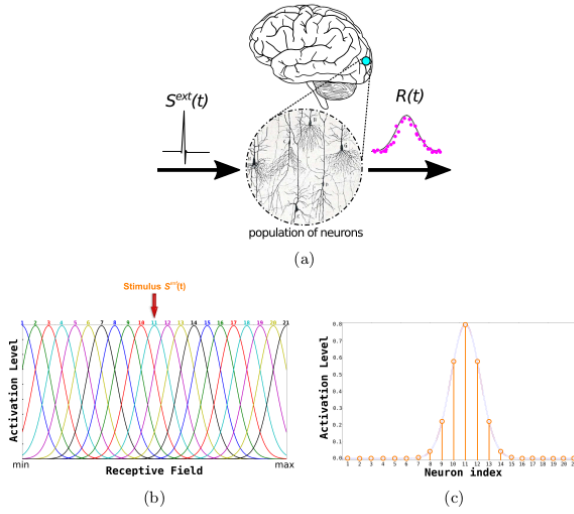 S^ext(t)
R(t)
population of neurons
(a)
Stimulus S^ext(t)
1 2 3 4 5 6 7 8 9 10 11 12 13 14 15 16 17 18 19 20 21
Activation Level
min
max
Receptive Field
(b)
Activation Level
0.8
0.7
0.6
0.5
0.4
0.3
0.2
0.1
0.0
1 2 3 4 5 6 7 8 9 10 11 12 13 14 15 16 17 18 19 20
Neuron index
(c)